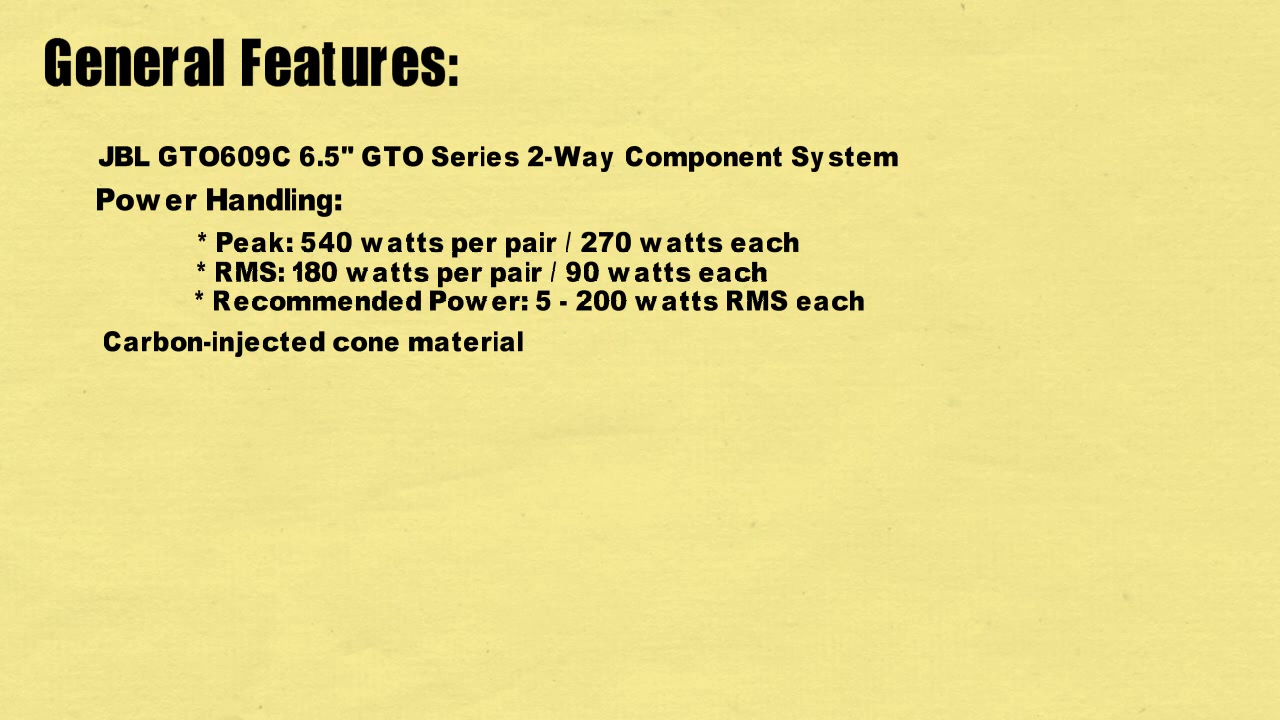 General Features:
JBL GTO609C 6.5" GTO Series 2-Way Component System
Power Handling:
* Peak: 540 watts per pair / 270 watts each
* RMS: 180 watts per pair / 90 watts each
* Recommended Power: 5 - 200 watts RMS each
Carbon-injected cone material